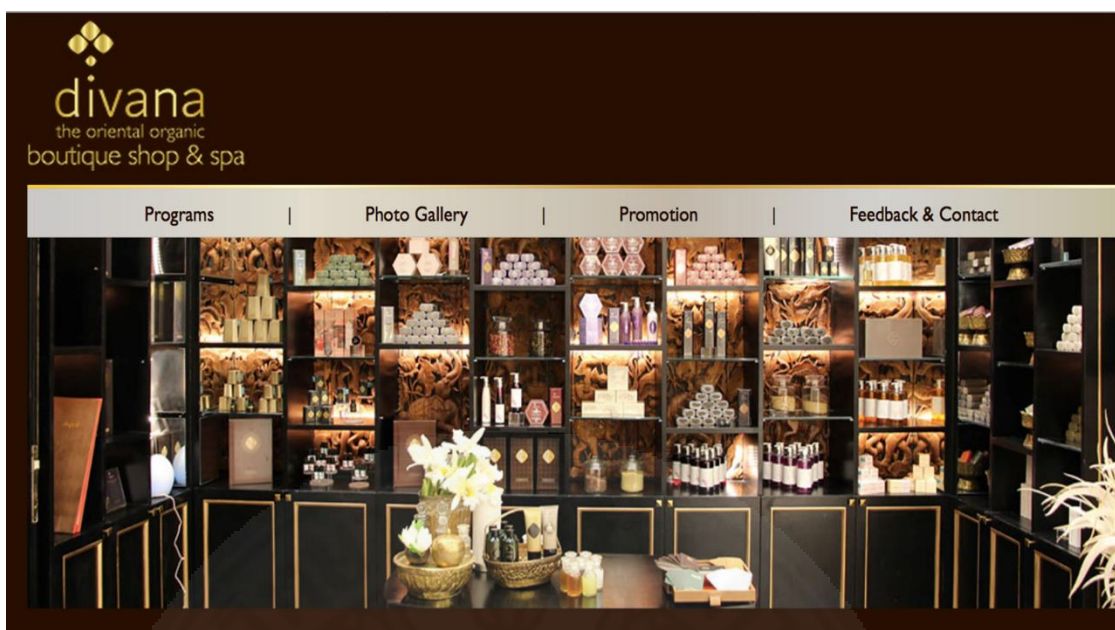 divana
the oriental organic
boutique shop & spa
Programs | Photo Gallery | Promotion | Feedback & Contact